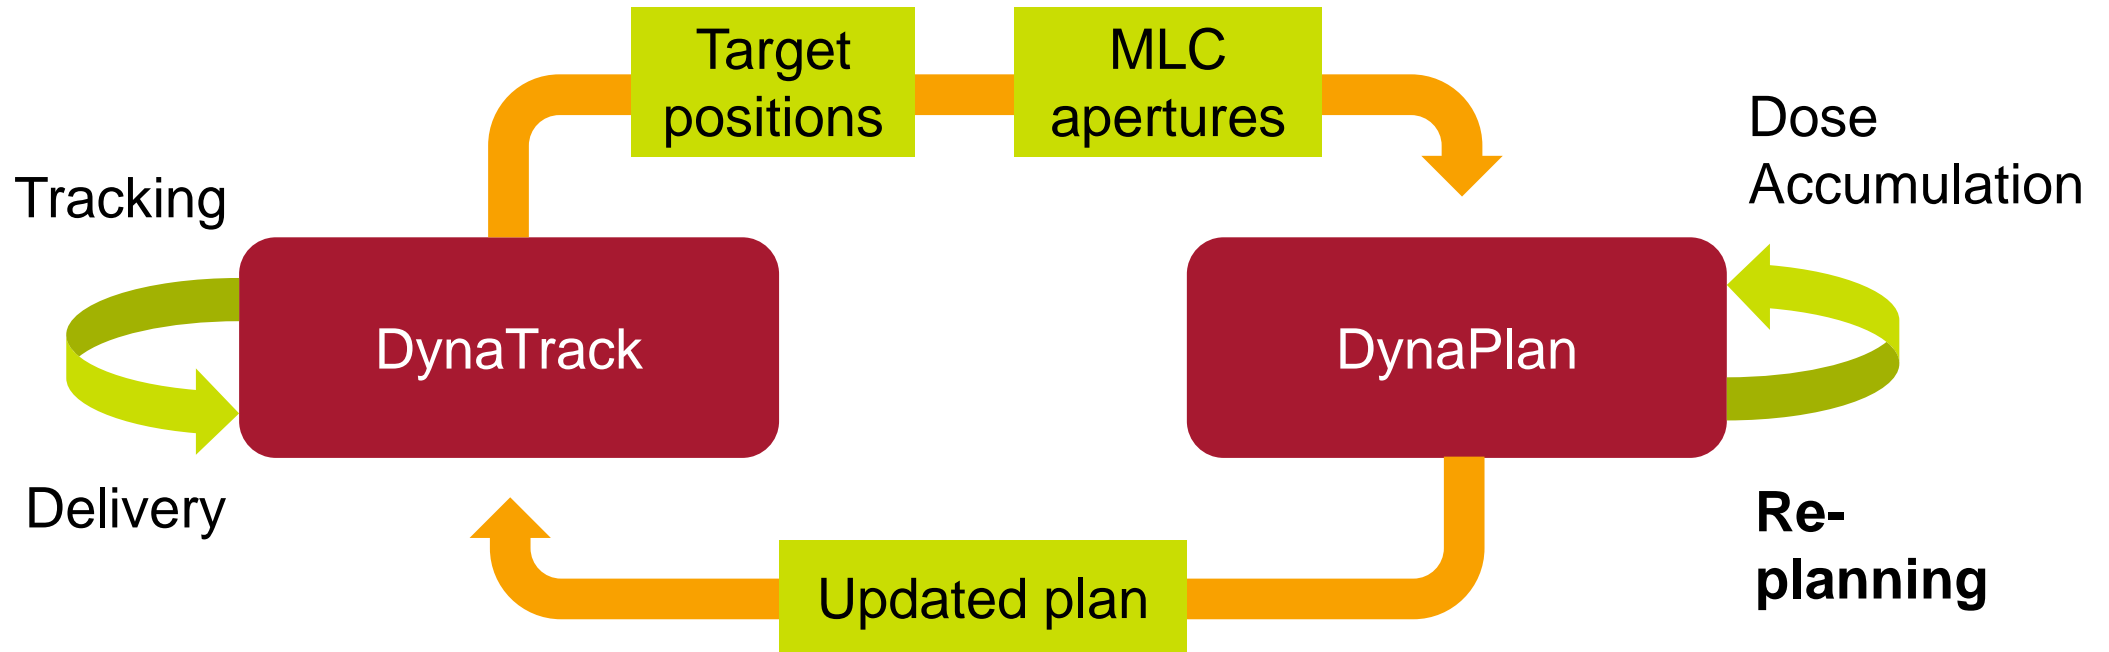 Target
positions
MLC
apertures
Dose
Accumulation
Tracking
DynaTrack
DynaPlan
Delivery
Re-
planning
Updated plan